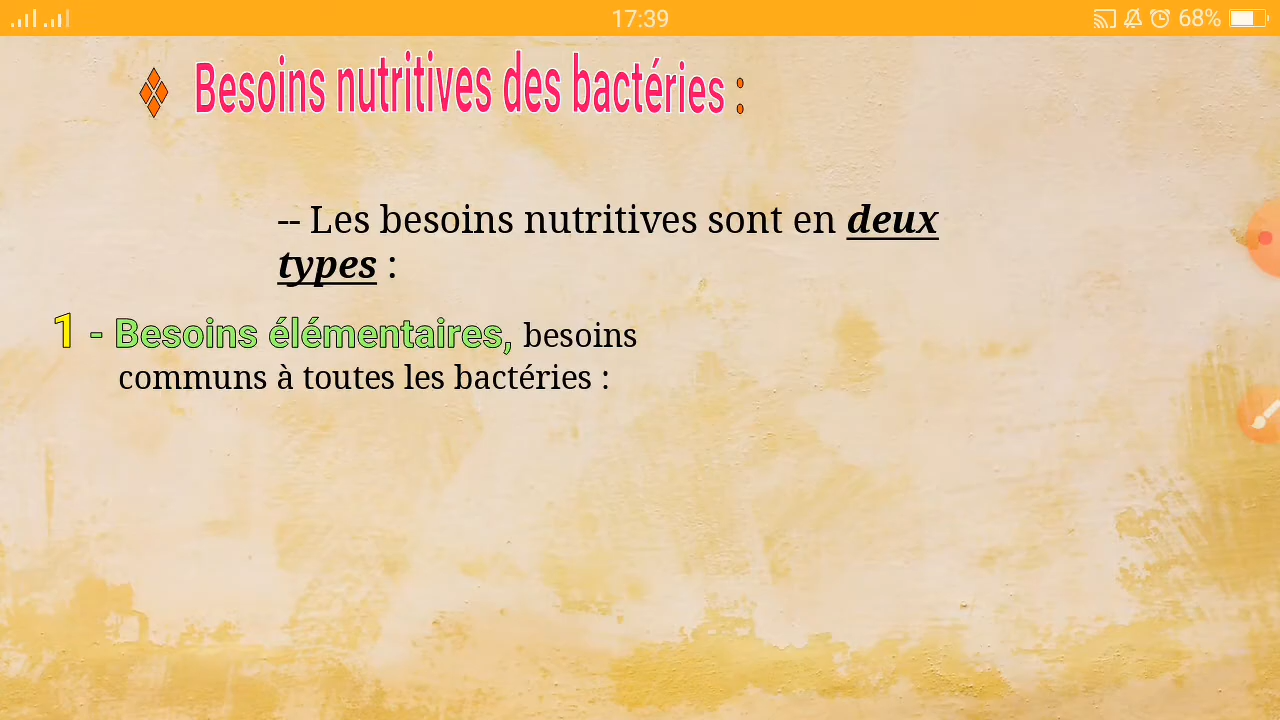 17:39 68%
❖ Besoins nutritives des bactéries :
-- Les besoins nutritives sont en deux
types :
1 - Besoins élémentaires, besoins
communs à toutes les bactéries :